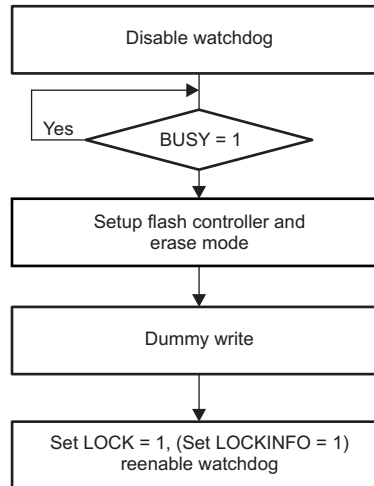 Disable watchdog
Yes
BUSY = 1
Setup flash controller and
erase mode
Dummy write
Set LOCK = 1, (Set LOCKINFO = 1)
reenable watchdog